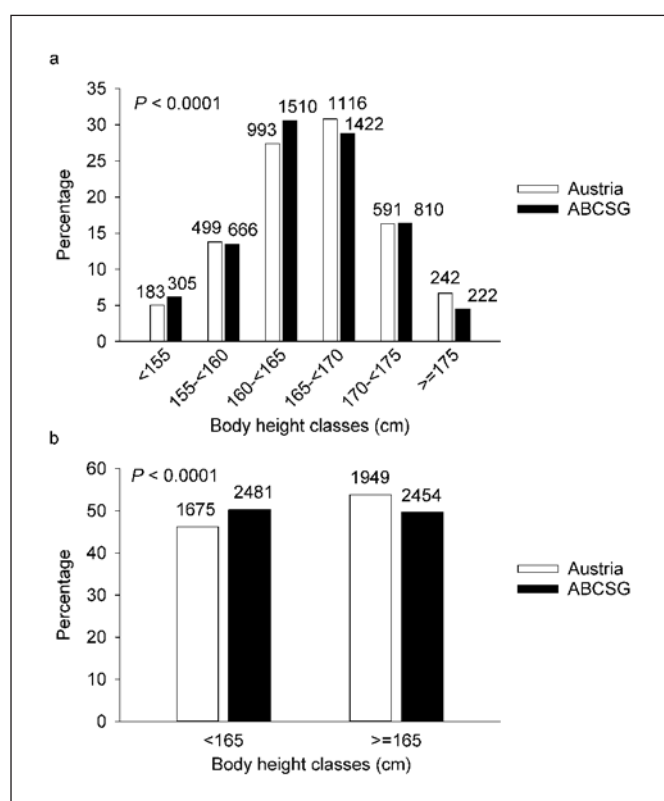 a
35
30
25
20
15
10
5
0
Percentage
P < 0.0001
183 305
499 666
993 1510
1116 1422
591 810
242 222
<155
155-<160
160-<165
165-<170
170-<175
>=175
Body height classes (cm)
Austria
ABCSG
b
60
50
40
30
20
10
0
Percentage
P < 0.0001
1675 2481
1949 2454
<165
>=165
Body height classes (cm)
Austria
ABCSG